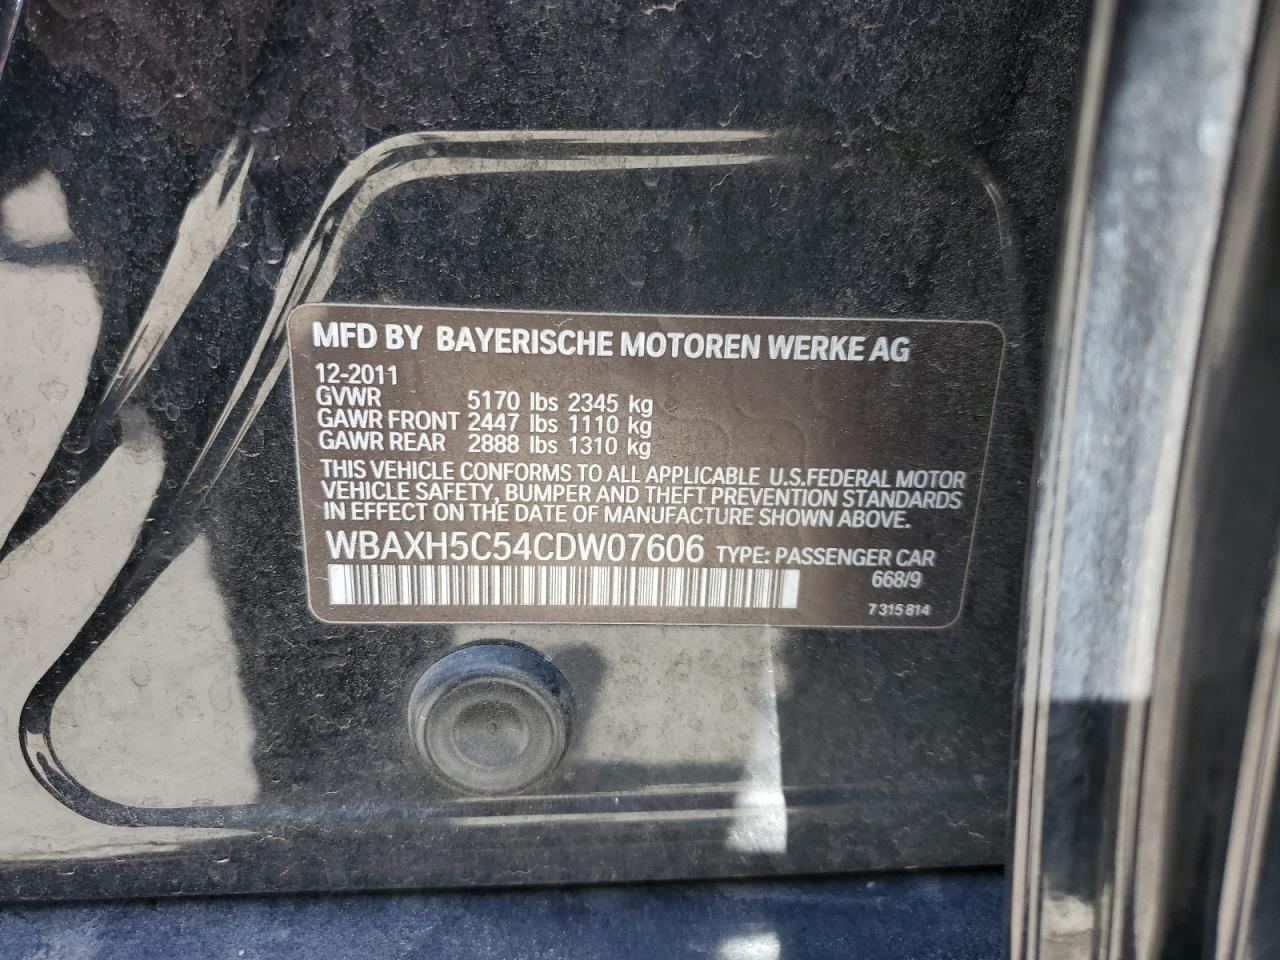 MFD BY BAYERISCHE MOTOREN WERKE AG
12-2011
GVWR 5170 lbs 2345 kg
GAWR FRONT 2447 lbs 1110 kg
GAWR REAR 2888 lbs 1310 kg
THIS VEHICLE CONFORMS TO ALL APPLICABLE U.S.FEDERAL MOTOR
VEHICLE SAFETY, BUMPER AND THEFT PREVENTION STANDARDS
IN EFFECT ON THE DATE OF MANUFACTURE SHOWN ABOVE.
WBAXH5C54CDW07606 TYPE: PASSENGER CAR
668/9
7 315 814